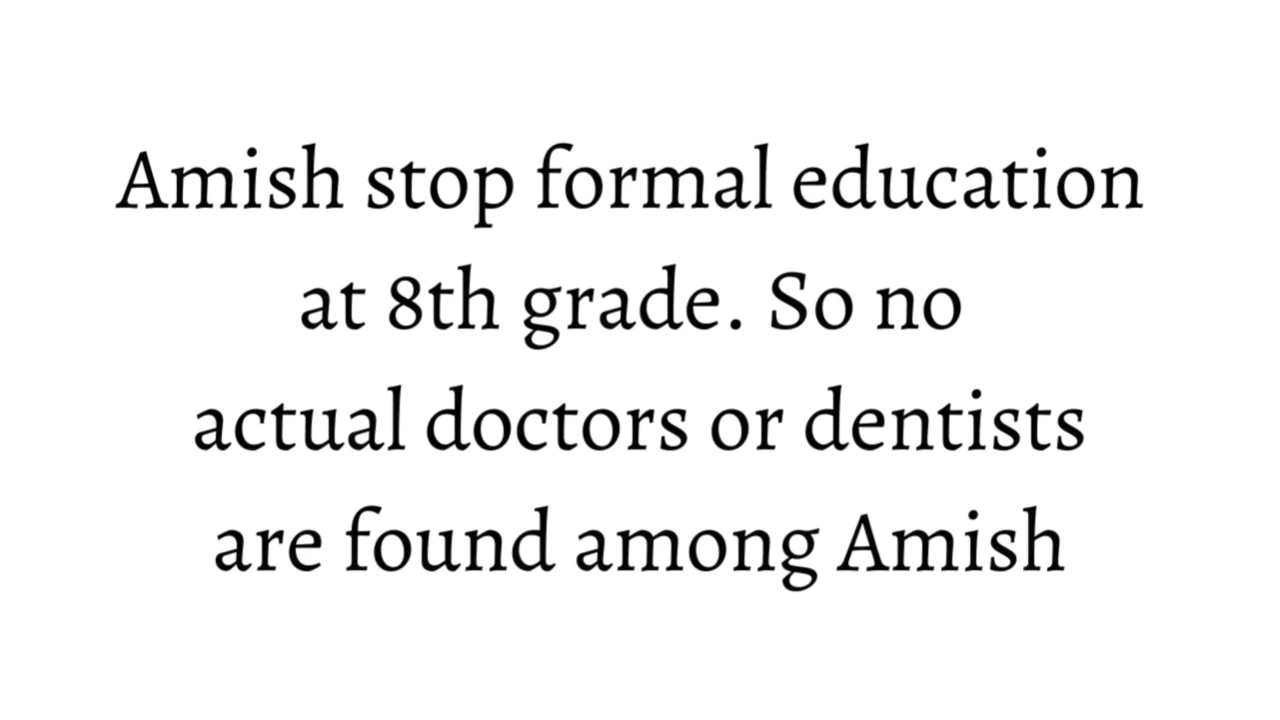 Amish stop formal education
at 8th grade. So no
actual doctors or dentists
are found among Amish